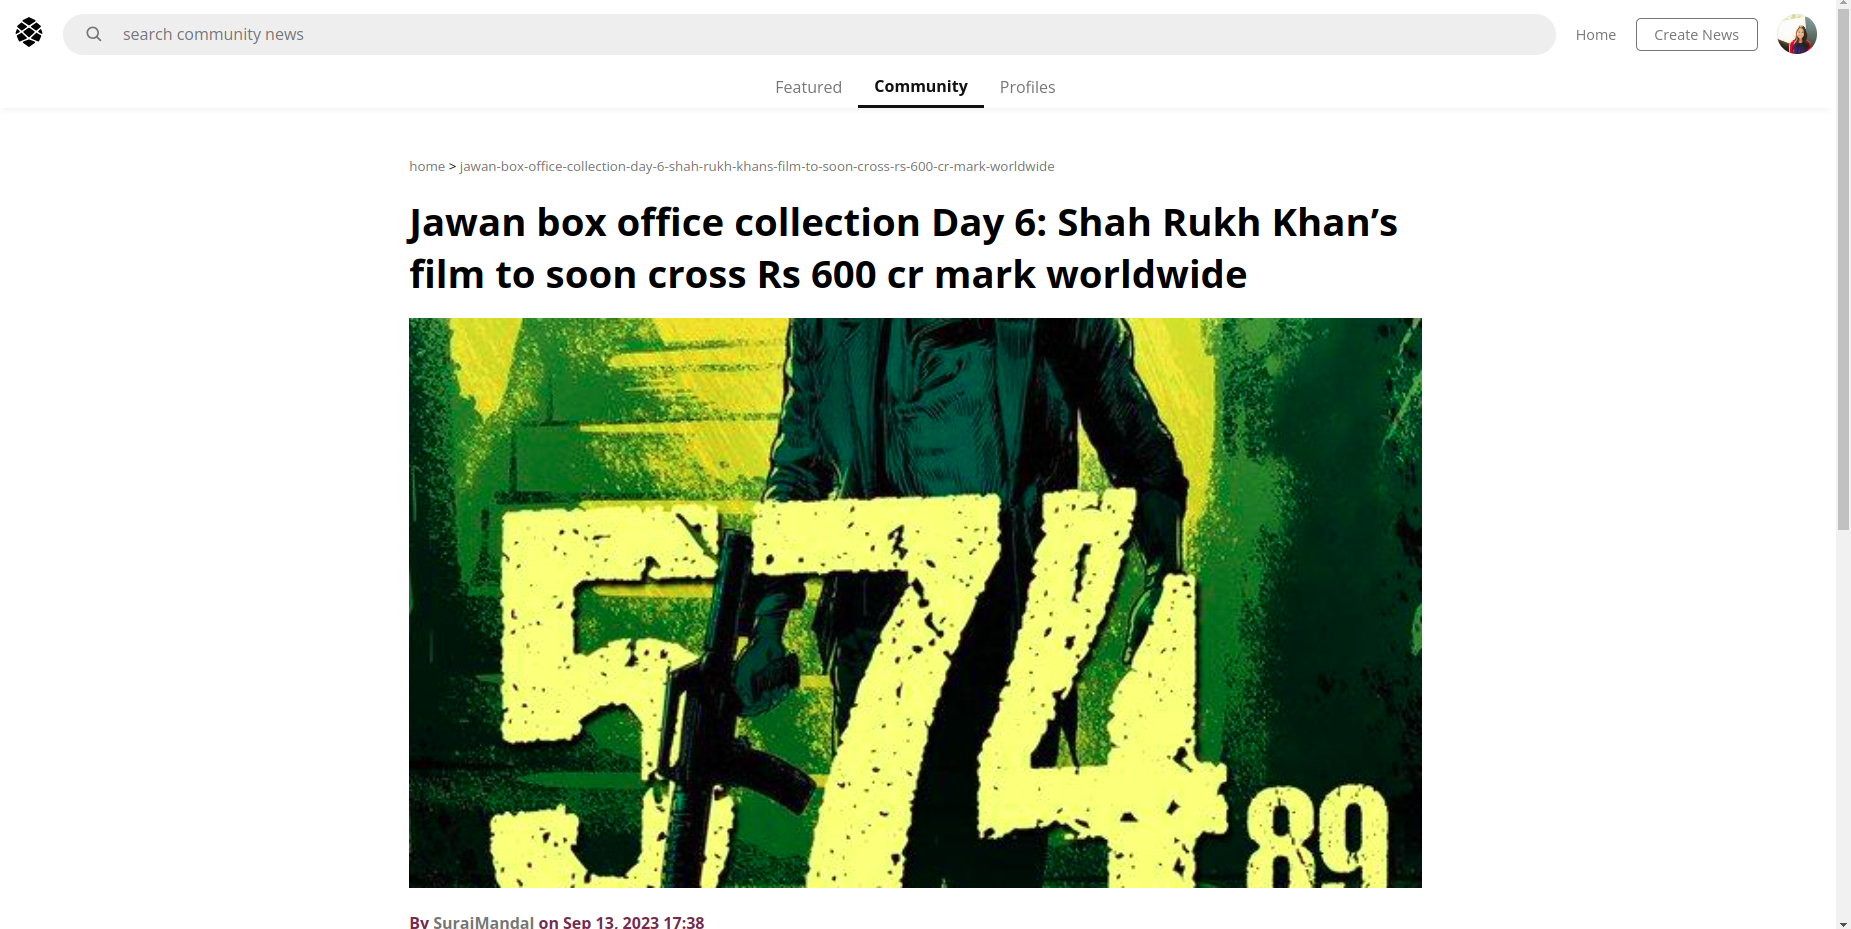 search community news
Home
Create News
Featured
Community
Profiles
home > jawan-box-office-collection-day-6-shah-rukh-khans-film-to-soon-cross-rs-600-cr-mark-worldwide
Jawan box office collection Day 6: Shah Rukh Khan’s
film to soon cross Rs 600 cr mark worldwide
574
89
By SurajMandal on Sep 13, 2023 17:38